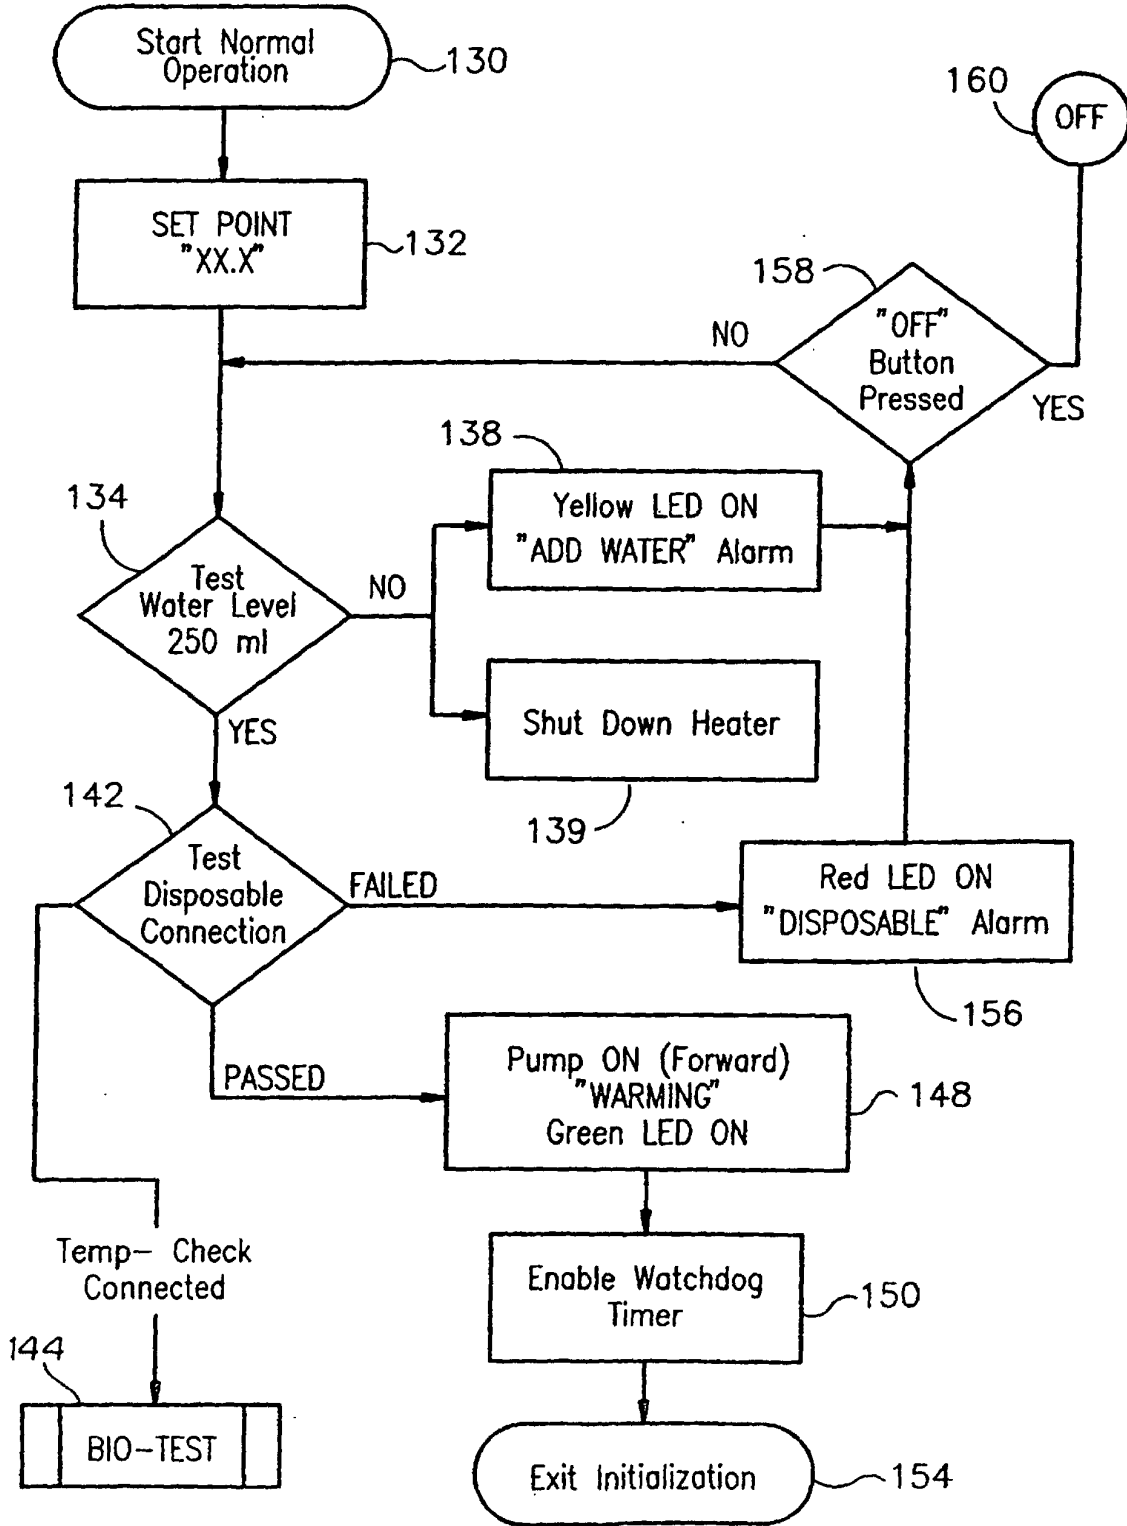 Start Normal
Operation
130
160
OFF
SET POINT
"XX.X"
132
158
"OFF"
Button
Pressed
NO
YES
138
Yellow LED ON
"ADD WATER" Alarm
134
Test
Water Level
250 ml
NO
YES
Shut Down Heater
139
142
Test
Disposable
Connection
FAILED
Red LED ON
"DISPOSABLE" Alarm
156
PASSED
Pump ON (Forward)
"WARMING"
Green LED ON
148
Temp- Check
Connected
Enable Watchdog
Timer
150
144
BIO-TEST
Exit Initialization
154